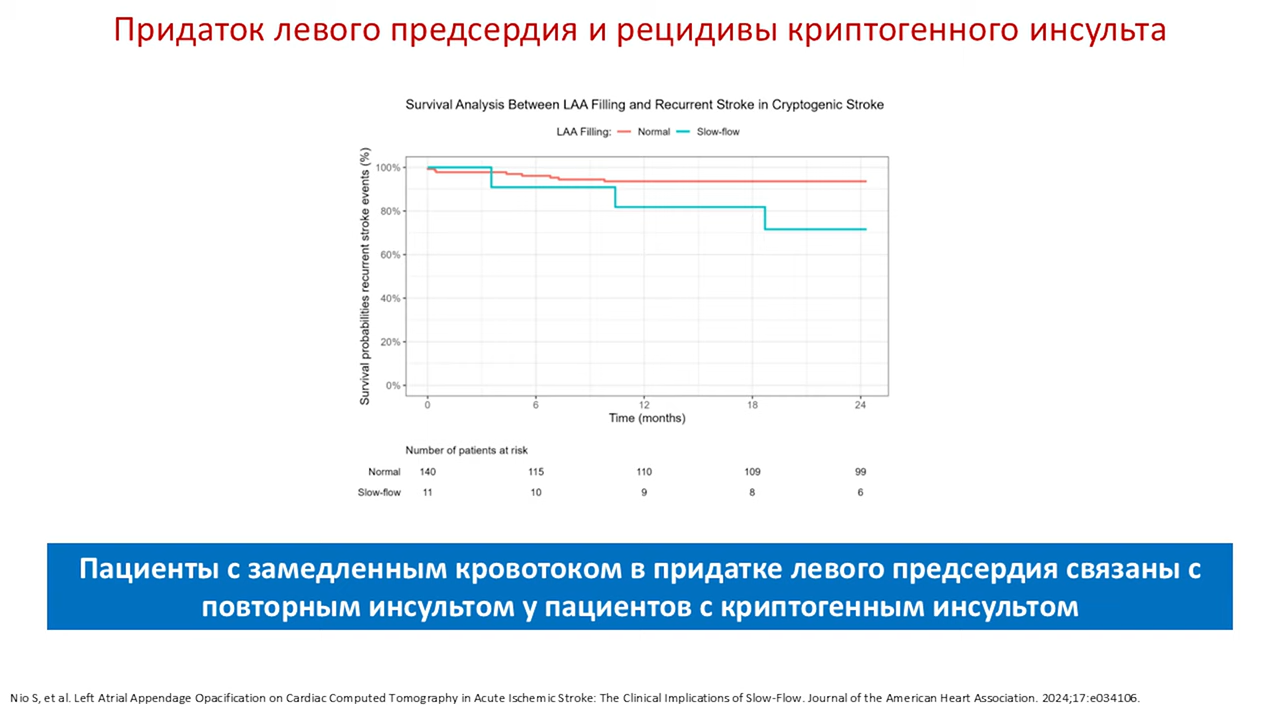 Придаток левого предсердия и рецидивы криптогенного инсульта
Survival Analysis Between LAA Filling and Recurrent Stroke in Cryptogenic Stroke
LAA Filling: Normal Slow-flow
Survival probabilities recurrent stroke events (%)
100%
80%
60%
40%
20%
0%
0 6 12 18 24
Time (months)
Number of patients at risk
Normal 140 115 110 109 99
Slow-flow 11 10 9 8 6
Пациенты с замедленным кровотоком в придатке левого предсердия связаны с
повторным инсультом у пациентов с криптогенным инсультом
Nio S, et al. Left Atrial Appendage Opacification on Cardiac Computed Tomography in Acute Ischemic Stroke: The Clinical Implications of Slow-Flow. Journal of the American Heart Association. 2024;17:e034106.